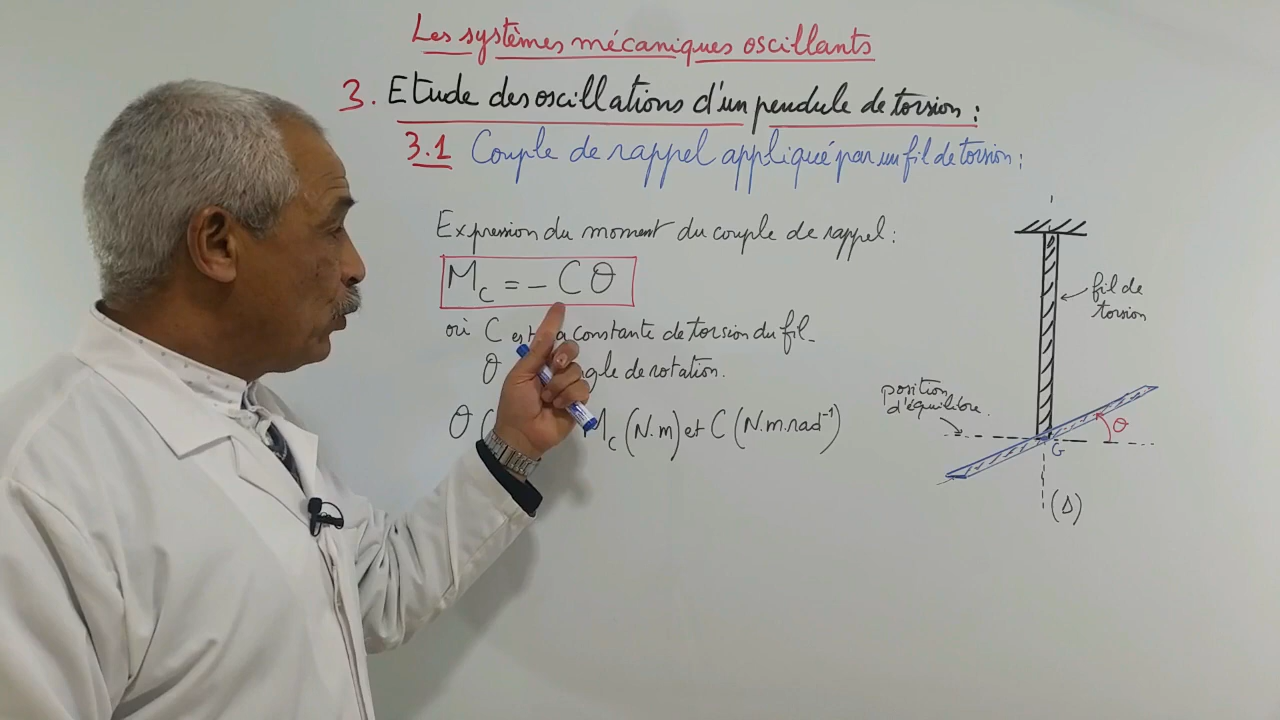 Les systèmes mécaniques oscillants
3. Etude des oscillations d'un pendule de torsion :
3.1 Couple de rappel appliqué par un fil de torsion :
Expression du moment du couple de rappel :
M_C = - C θ
où C est la constante de torsion du fil.
θ angle de rotation.
θ ( M_C (N.m) et C (N.m.rad⁻¹)
fil de
torsion
position
d'équilibre.
θ
G
(Δ)